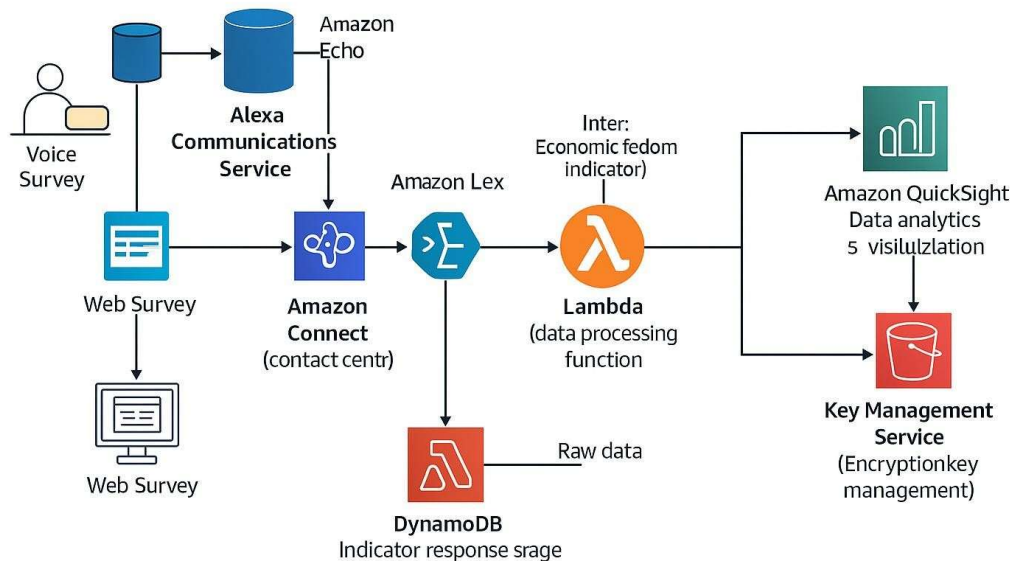 Amazon
Echo
Alexa
Communications
Service
Voice
Survey
Inter:
Economic fedom
indicator)
Amazon Lex
Amazon QuickSight
Data analytics
5 visilulzlation
Web Survey
Amazon
Connect
(contact centr)
Lambda
(data processing
function
Key Management
Service
(Encryptionkey
management)
Web Survey
Raw data
DynamoDB
Indicator response srage